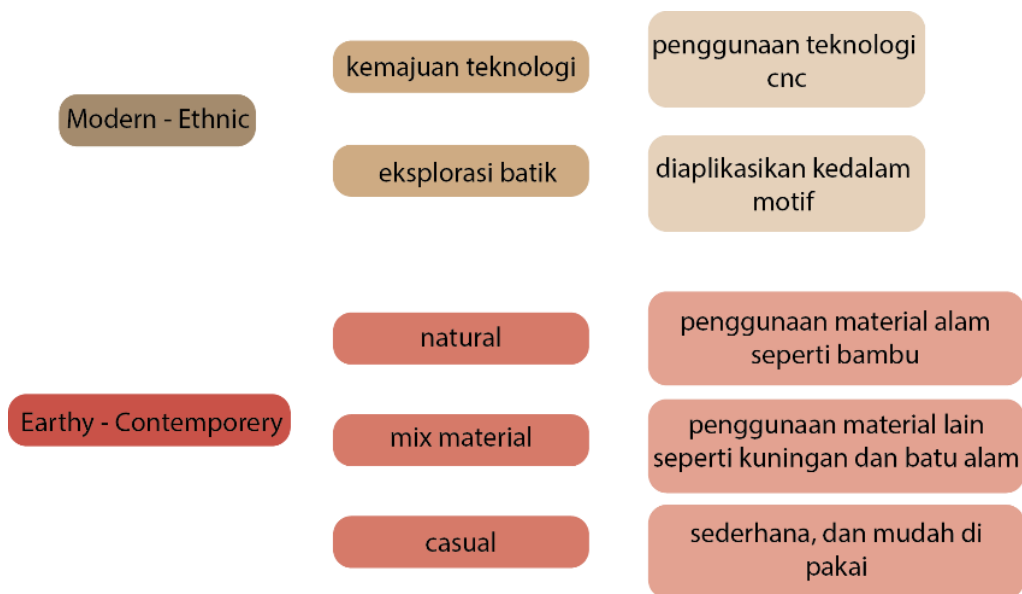 Modern - Ethnic
kemajuan teknologi
penggunaan teknologi
cnc
eksplorasi batik
diaplikasikan kedalam
motif
Earthy - Contemporery
natural
penggunaan material alam
seperti bambu
mix material
penggunaan material lain
seperti kuningan dan batu alam
casual
sederhana, dan mudah di
pakai